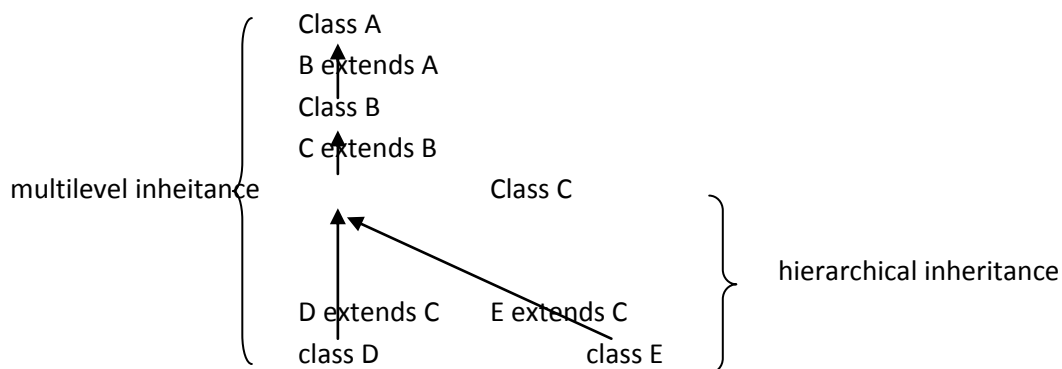 Class A
B extends A
Class B
C extends B
multilevel inheitance Class C
hierarchical inheritance
D extends C E extends C
class D class E